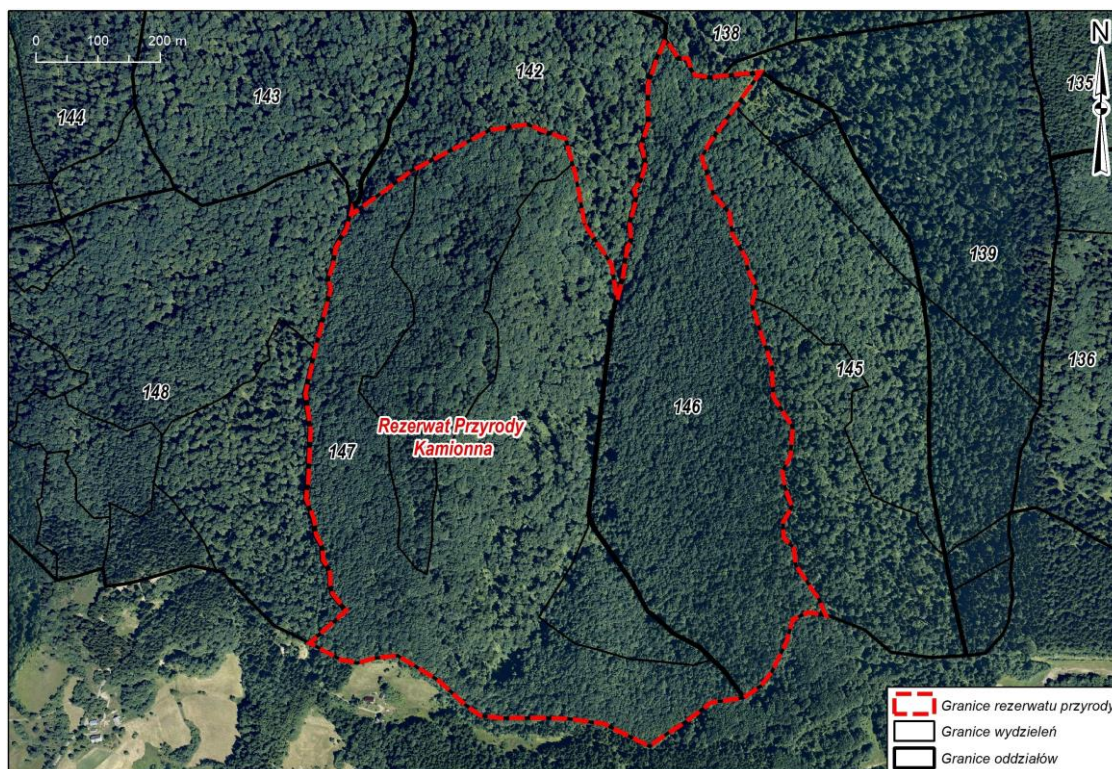 0 100 200 m
N
138
142
135
143
144
139
136
148
145
146
Rezerwat Przyrody
Kamionna
147
Granice rezerwatu przyrody
Granice wydzieleń
Granice oddziałów